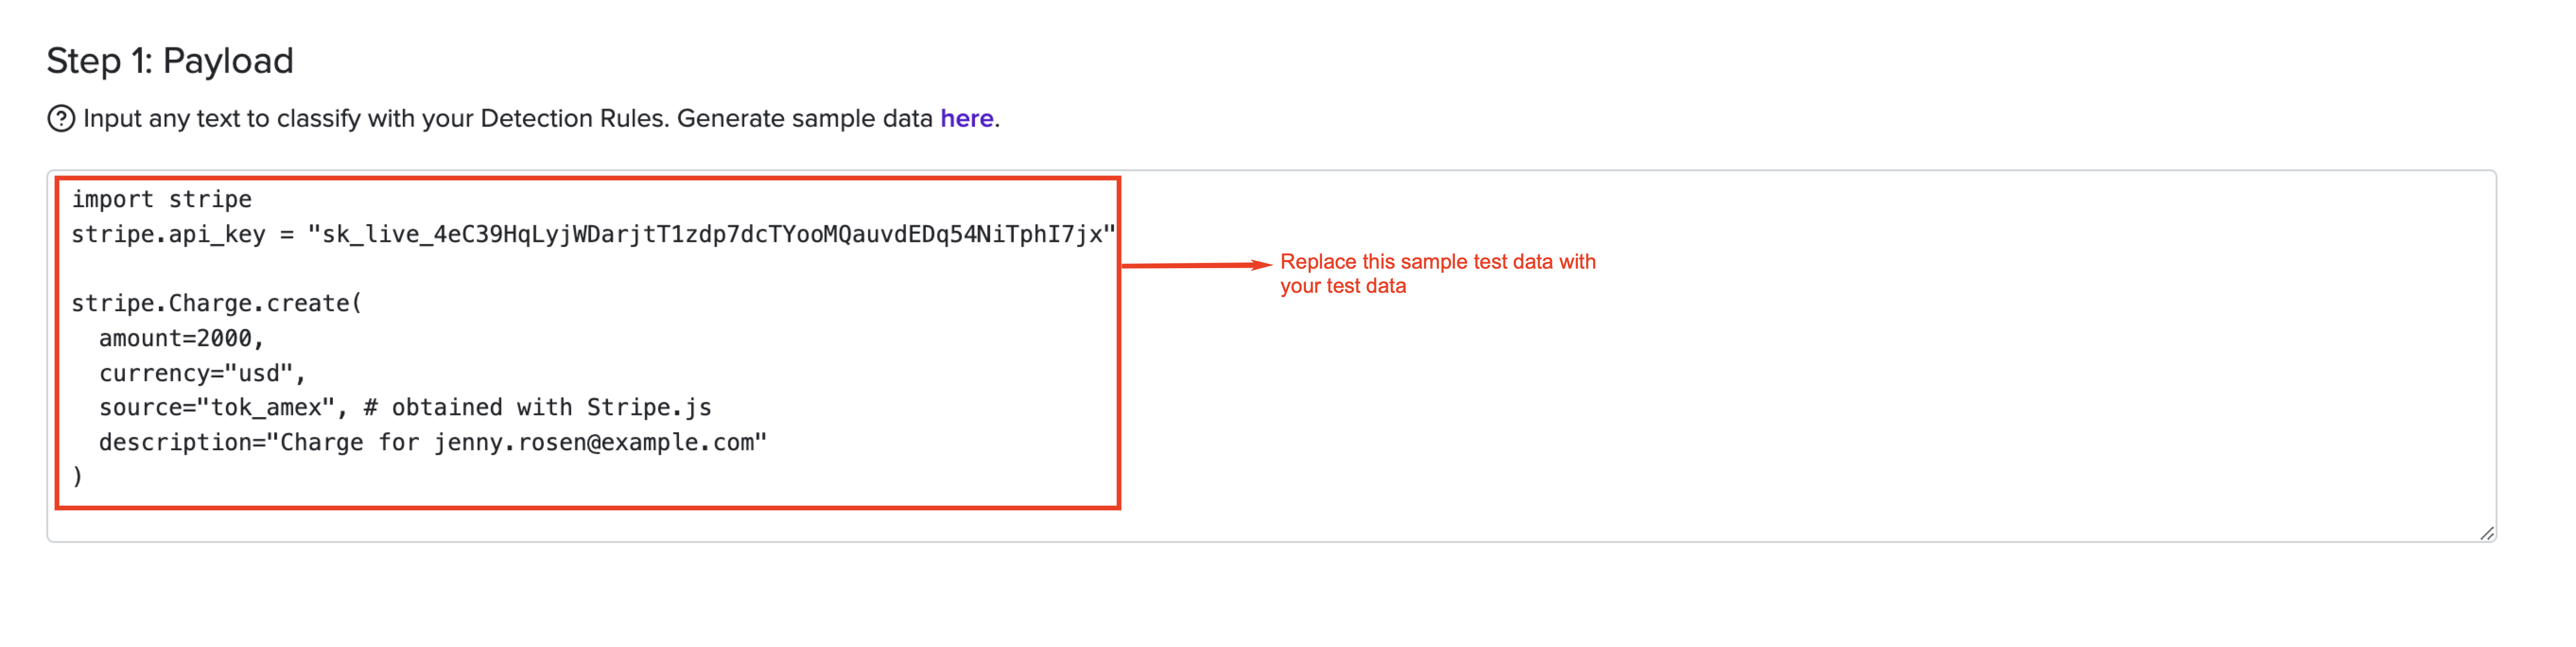 Step 1: Payload
Input any text to classify with your Detection Rules. Generate sample data here.
import stripe
stripe.api_key = "sk_live_4eC39HqLyjWDarjtT1zdp7dcTYooMQauvdEDq54NiTphI7jx"
stripe.Charge.create(
  amount=2000,
  currency="usd",
  source="tok_amex", # obtained with Stripe.js
  description="Charge for jenny.rosen@example.com"
)
Replace this sample test data with
your test data